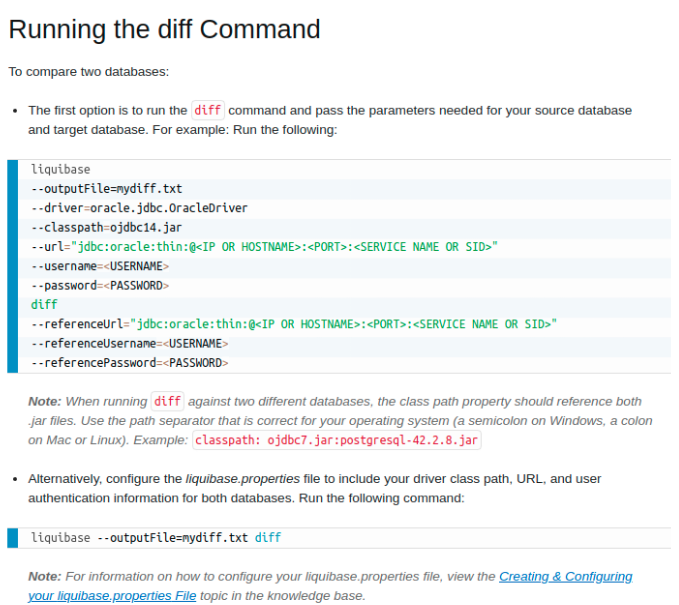 Running the diff Command
To compare two databases:
• The first option is to run the diff command and pass the parameters needed for your source database
and target database. For example: Run the following:
liquibase
--outputFile=mydiff.txt
--driver=oracle.jdbc.OracleDriver
--classpath=ojdbc14.jar
--url="jdbc:oracle:thin:@<IP OR HOSTNAME>:<PORT>:<SERVICE NAME OR SID>"
--username=<USERNAME>
--password=<PASSWORD>
diff
--referenceUrl="jdbc:oracle:thin:@<IP OR HOSTNAME>:<PORT>:<SERVICE NAME OR SID>"
--referenceUsername=<USERNAME>
--referencePassword=<PASSWORD>
Note: When running diff against two different databases, the class path property should reference both
.jar files. Use the path separator that is correct for your operating system (a semicolon on Windows, a colon
on Mac or Linux). Example: classpath: ojdbc7.jar:postgresql-42.2.8.jar
• Alternatively, configure the liquibase.properties file to include your driver class path, URL, and user
authentication information for both databases. Run the following command:
liquibase --outputFile=mydiff.txt diff
Note: For information on how to configure your liquibase.properties file, view the Creating & Configuring
your liquibase.properties File topic in the knowledge base.